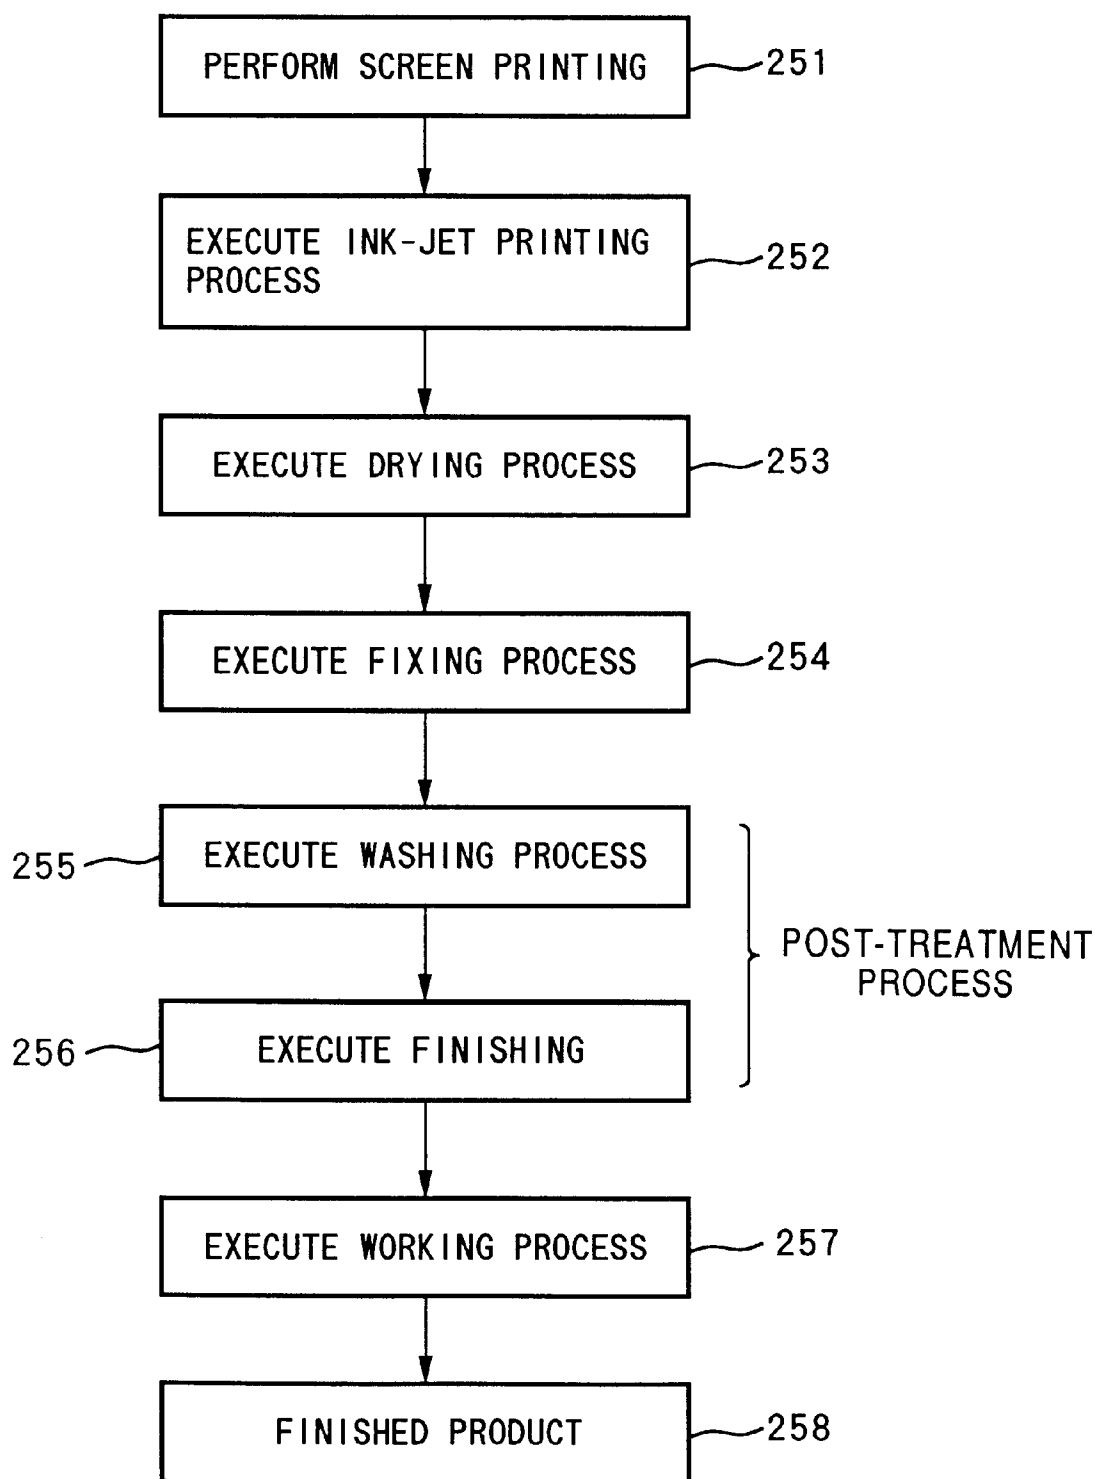 PERFORM SCREEN PRINTING
251
EXECUTE INK-JET PRINTING
PROCESS
252
EXECUTE DRYING PROCESS
253
EXECUTE FIXING PROCESS
254
255
EXECUTE WASHING PROCESS
POST-TREATMENT
PROCESS
256
EXECUTE FINISHING
EXECUTE WORKING PROCESS
257
FINISHED PRODUCT
258